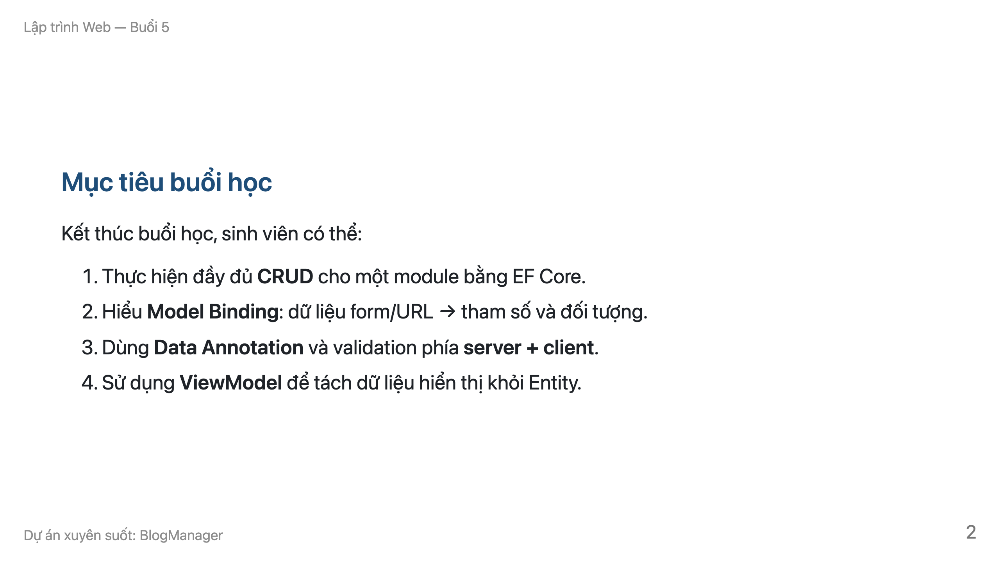 Lập trình Web — Buổi 5
Mục tiêu buổi học
Kết thúc buổi học, sinh viên có thể:
1. Thực hiện đầy đủ CRUD cho một module bằng EF Core.
2. Hiểu Model Binding: dữ liệu form/URL → tham số và đối tượng.
3. Dùng Data Annotation và validation phía server + client.
4. Sử dụng ViewModel để tách dữ liệu hiển thị khỏi Entity.
Dự án xuyên suốt: BlogManager
2